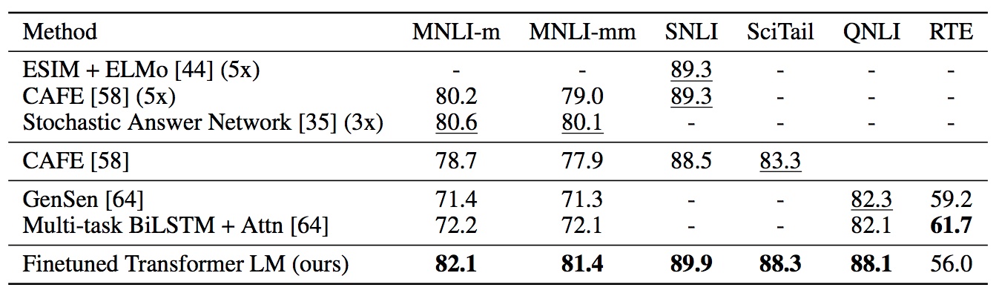 Method MNLI-m MNLI-mm SNLI SciTail QNLI RTE
ESIM + ELMo [44] (5x) - - 89.3 - - -
CAFE [58] (5x) 80.2 79.0 89.3 - - -
Stochastic Answer Network [35] (3x) 80.6 80.1 - - - -
CAFE [58] 78.7 77.9 88.5 83.3
GenSen [64] 71.4 71.3 - - 82.3 59.2
Multi-task BiLSTM + Attn [64] 72.2 72.1 - - 82.1 61.7
Finetuned Transformer LM (ours) 82.1 81.4 89.9 88.3 88.1 56.0